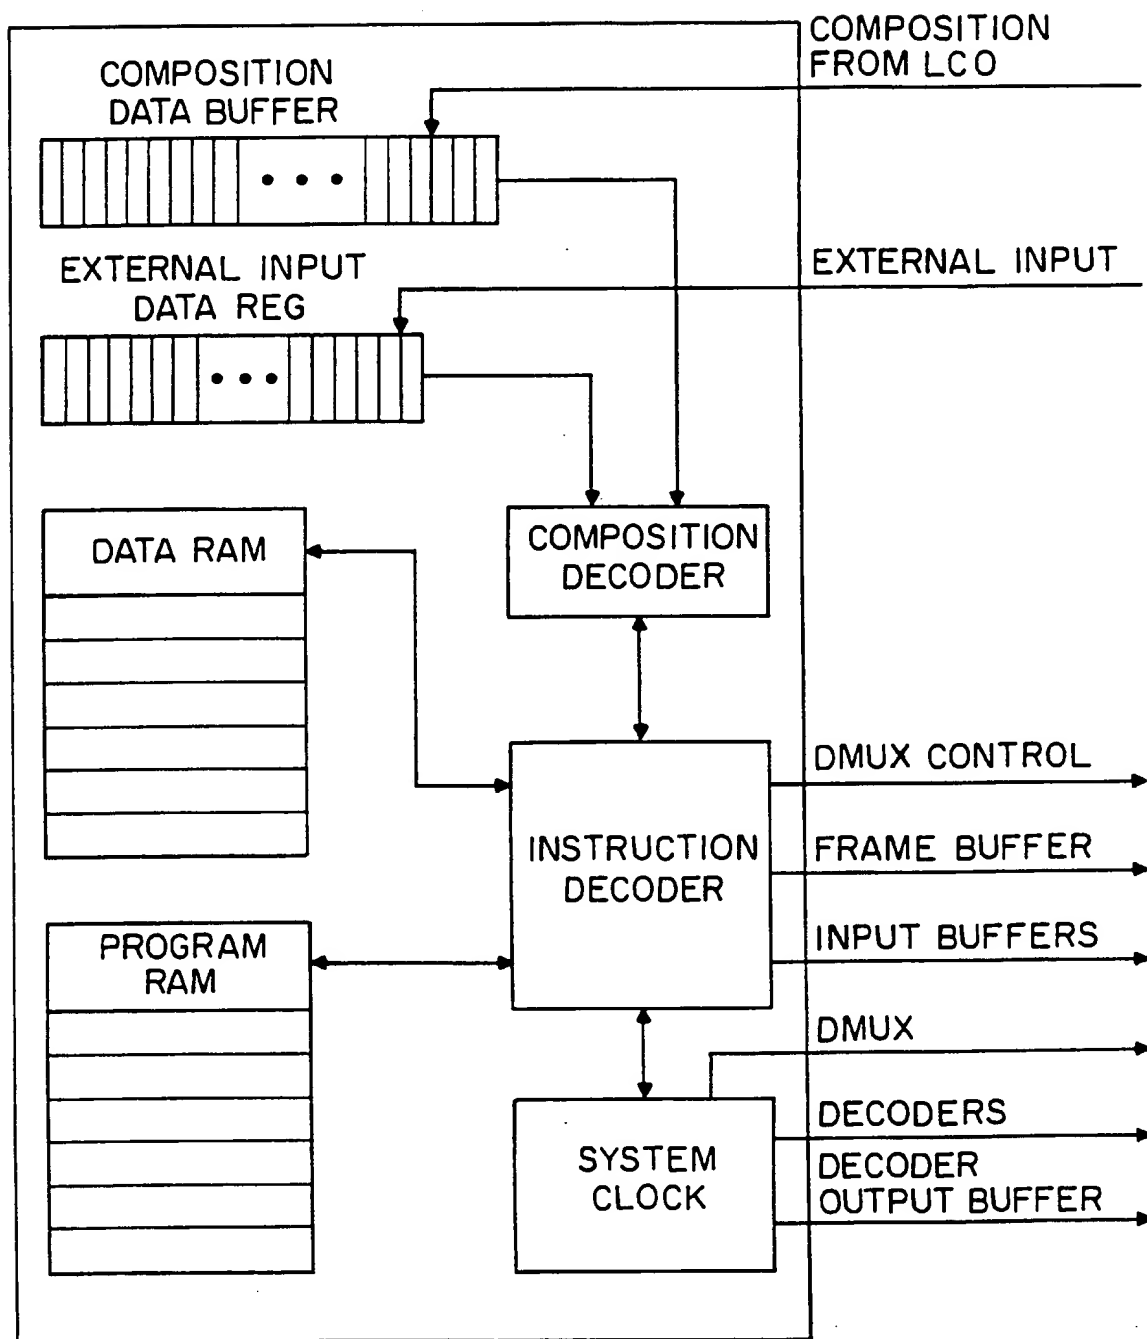 COMPOSITION
FROM LCO
COMPOSITION
DATA BUFFER
EXTERNAL INPUT
EXTERNAL INPUT
DATA REG
COMPOSITION
DECODER
DATA RAM
INSTRUCTION
DECODER
DMUX CONTROL
FRAME BUFFER
INPUT BUFFERS
PROGRAM
RAM
DMUX
SYSTEM
CLOCK
DECODERS
DECODER
OUTPUT BUFFER